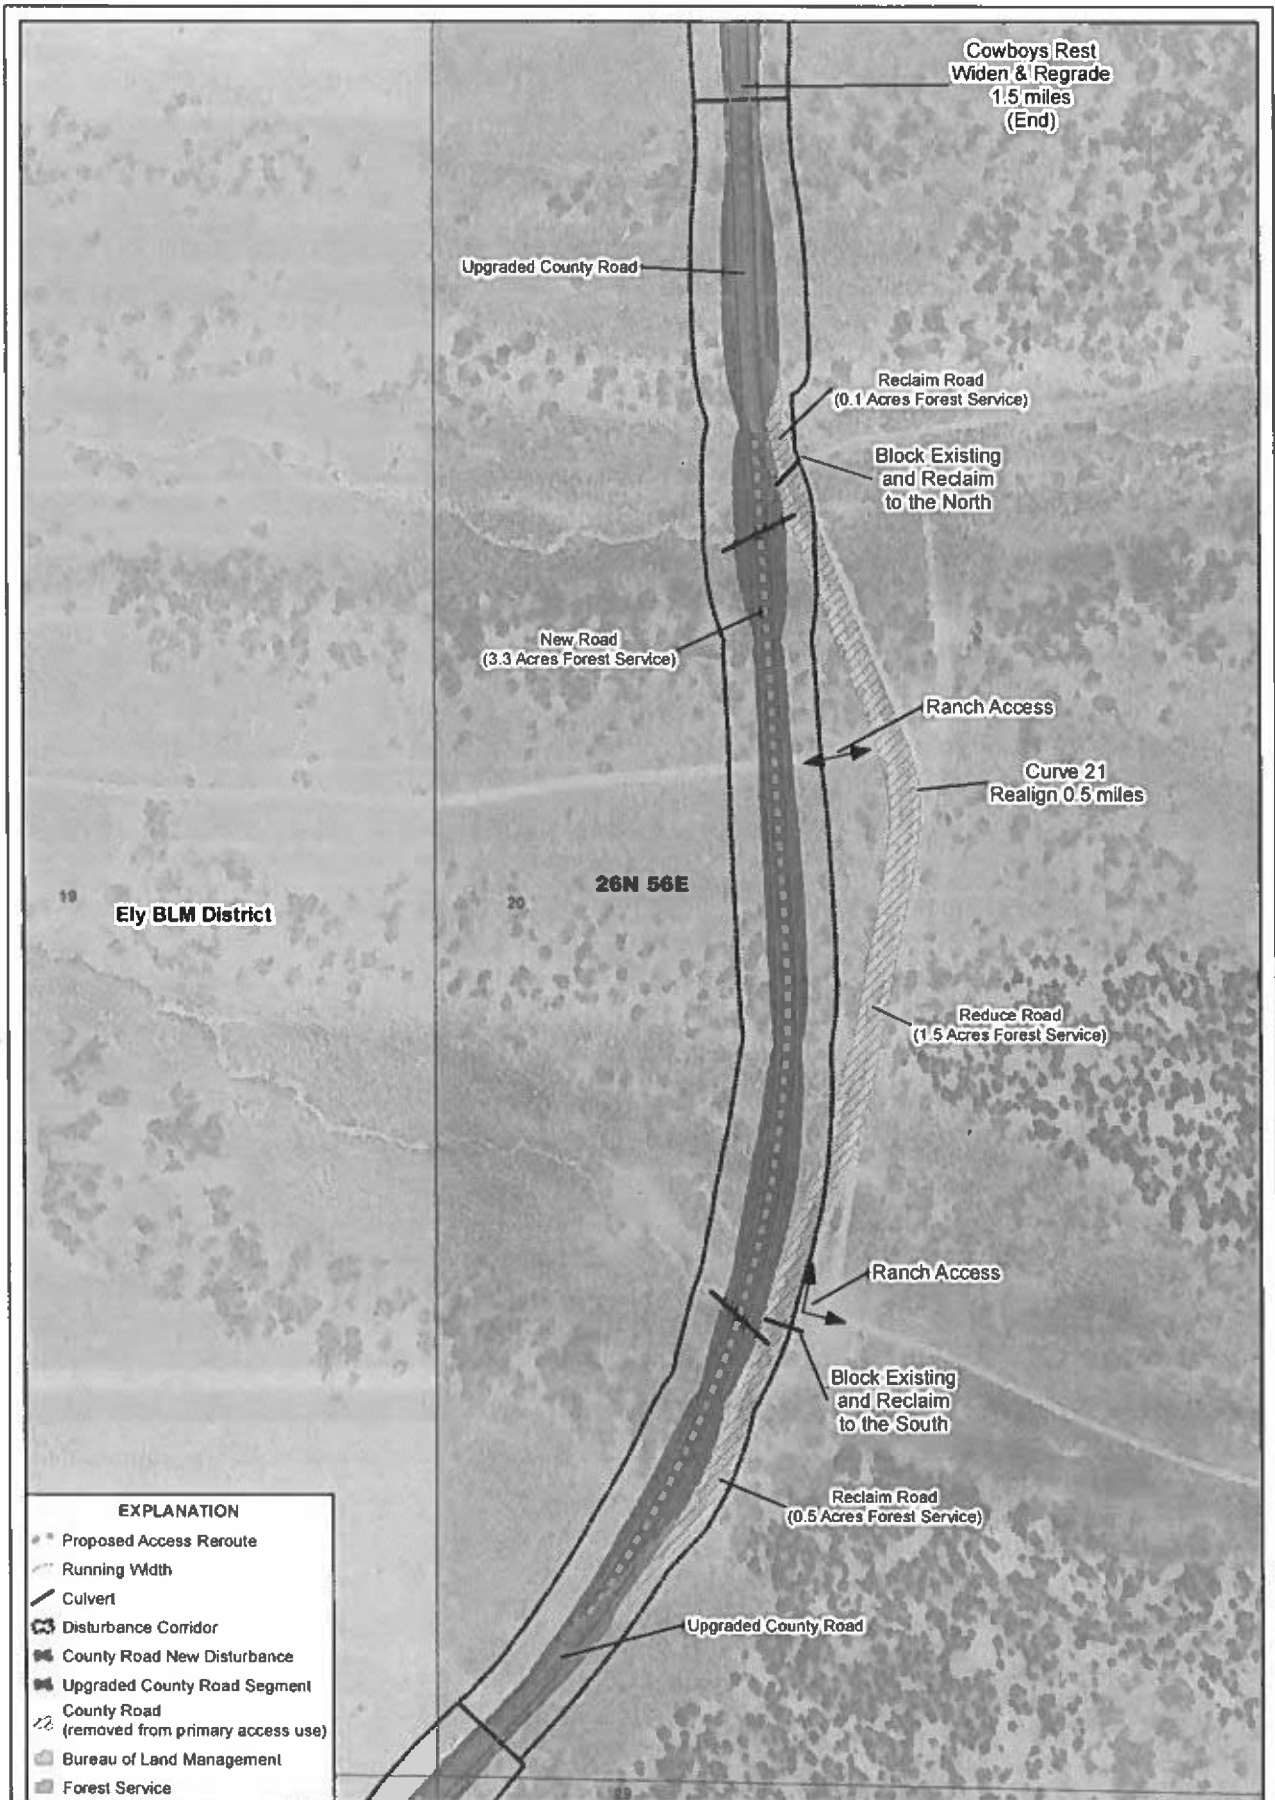 Cowboys Rest
Widen & Regrade
1.5 miles
(End)
Upgraded County Road
Reclaim Road
(0.1 Acres Forest Service)
Block Existing
and Reclaim
to the North
New Road
(3.3 Acres Forest Service)
Ranch Access
Curve 21
Realign 0.5 miles
26N 56E
19
20
Ely BLM District
Reduce Road
(1.5 Acres Forest Service)
Ranch Access
Block Existing
and Reclaim
to the South
Reclaim Road
(0.5 Acres Forest Service)
Upgraded County Road
EXPLANATION
Proposed Access Reroute
Running Width
Culvert
Disturbance Corridor
County Road New Disturbance
Upgraded County Road Segment
County Road
(removed from primary access use)
Bureau of Land Management
Forest Service
29